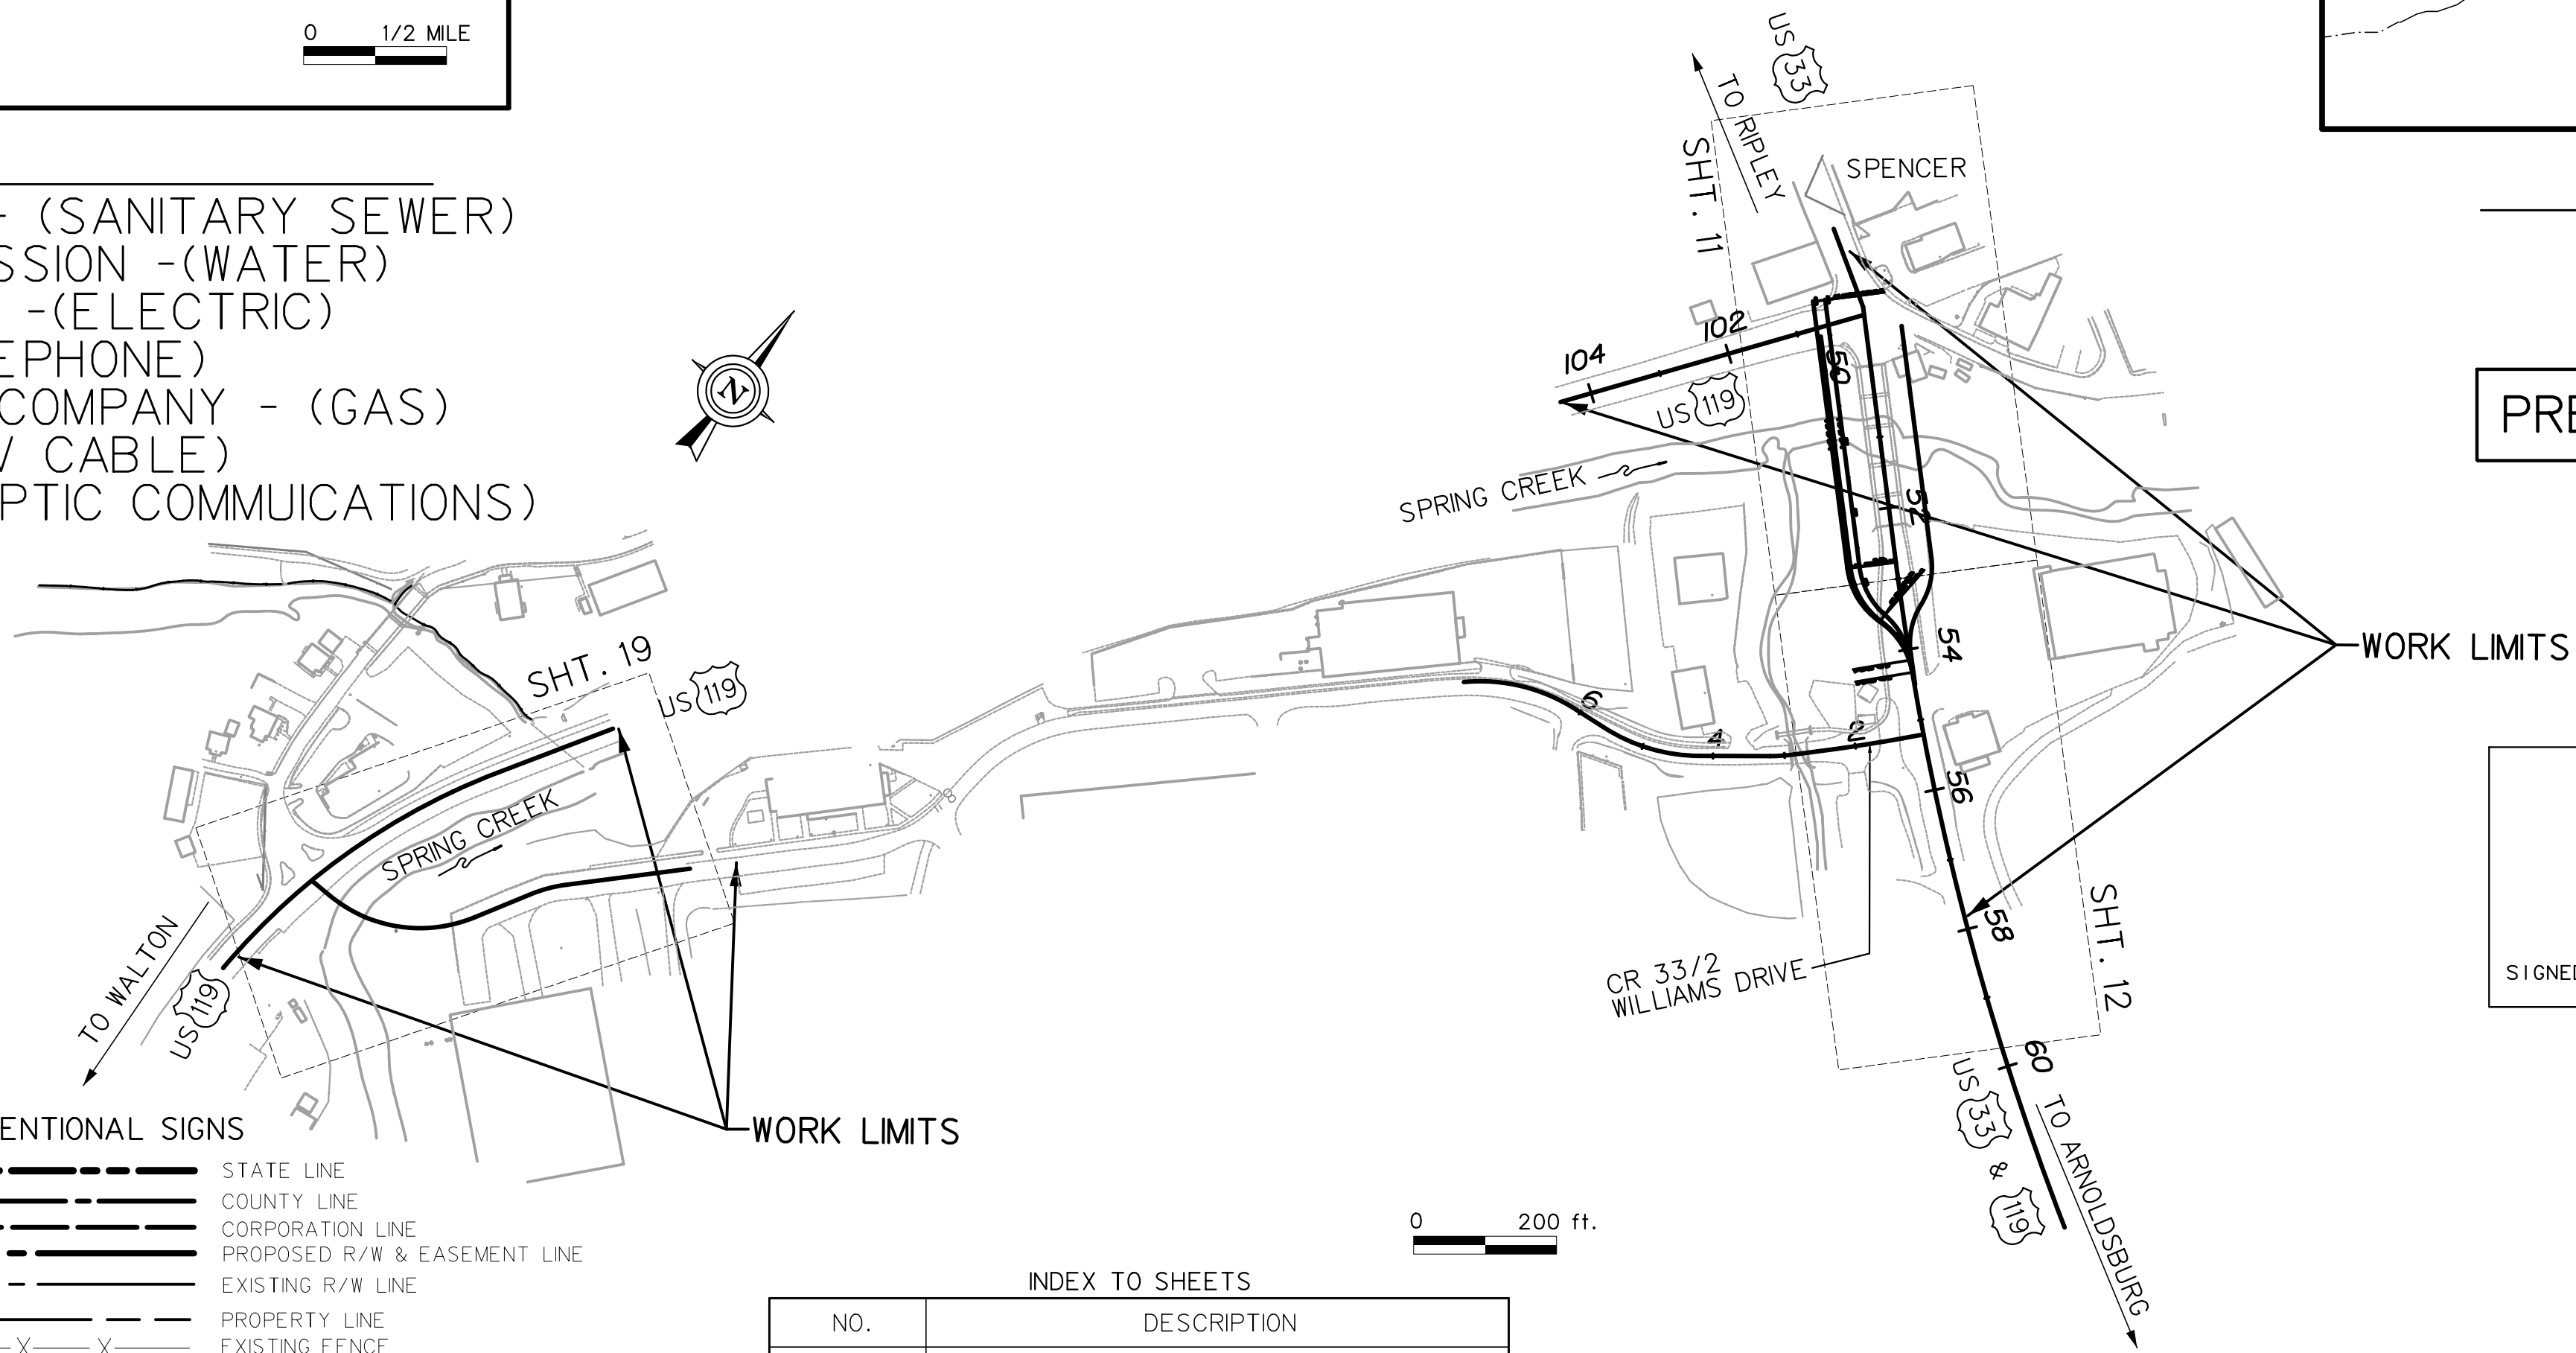 0 1/2 MILE
- (SANITARY SEWER)
SSION -(WATER)
-(ELECTRIC)
EPHONE)
COMPANY - (GAS)
V CABLE)
PTIC COMMUICATIONS)
N
US 33
TO RIPLEY
SHT. 11
SPENCER
104
102
US 119
50
52
54
56
58
60
SPRING CREEK
6
4
2
PRE
WORK LIMITS
SHT. 19
US 119
SPRING CREEK
TO WALTON
US 119
WORK LIMITS
CR 33/2
WILLIAMS DRIVE
SHT. 12
US 33 & 119
TO ARNOLDSBURG
SIGNED
ENTIONAL SIGNS
STATE LINE
COUNTY LINE
CORPORATION LINE
PROPOSED R/W & EASEMENT LINE
EXISTING R/W LINE
PROPERTY LINE
X X EXISTING FENCE
0 200 ft.
INDEX TO SHEETS
NO. DESCRIPTION